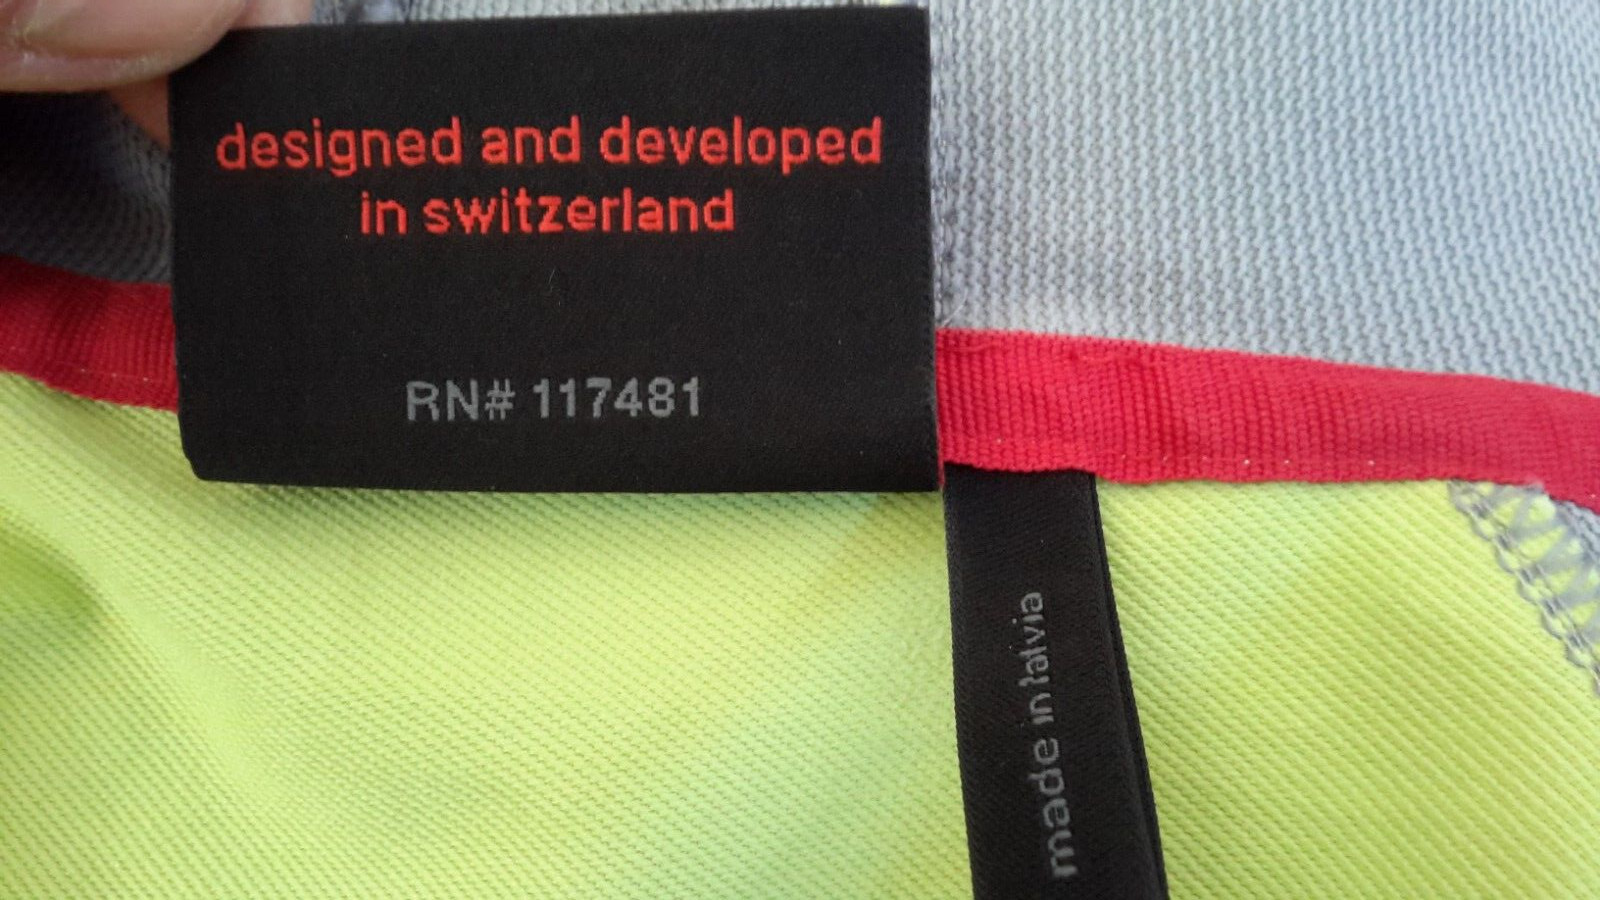 designed and developed
in switzerland
RN# 117481
made in latvia